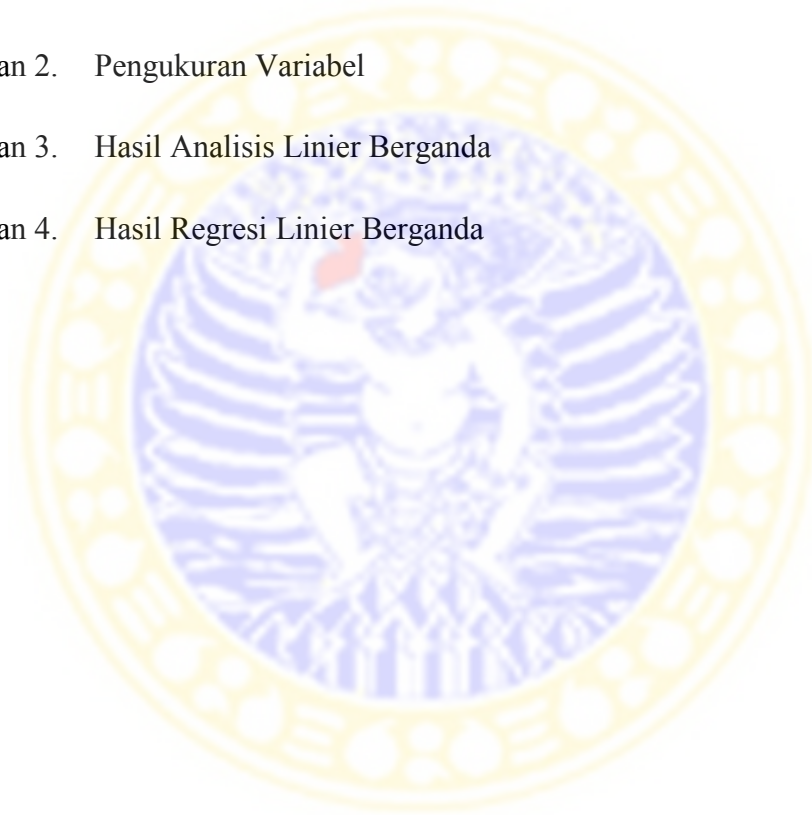 an 2. Pengukuran Variabel
an 3. Hasil Analisis Linier Berganda
an 4. Hasil Regresi Linier Berganda